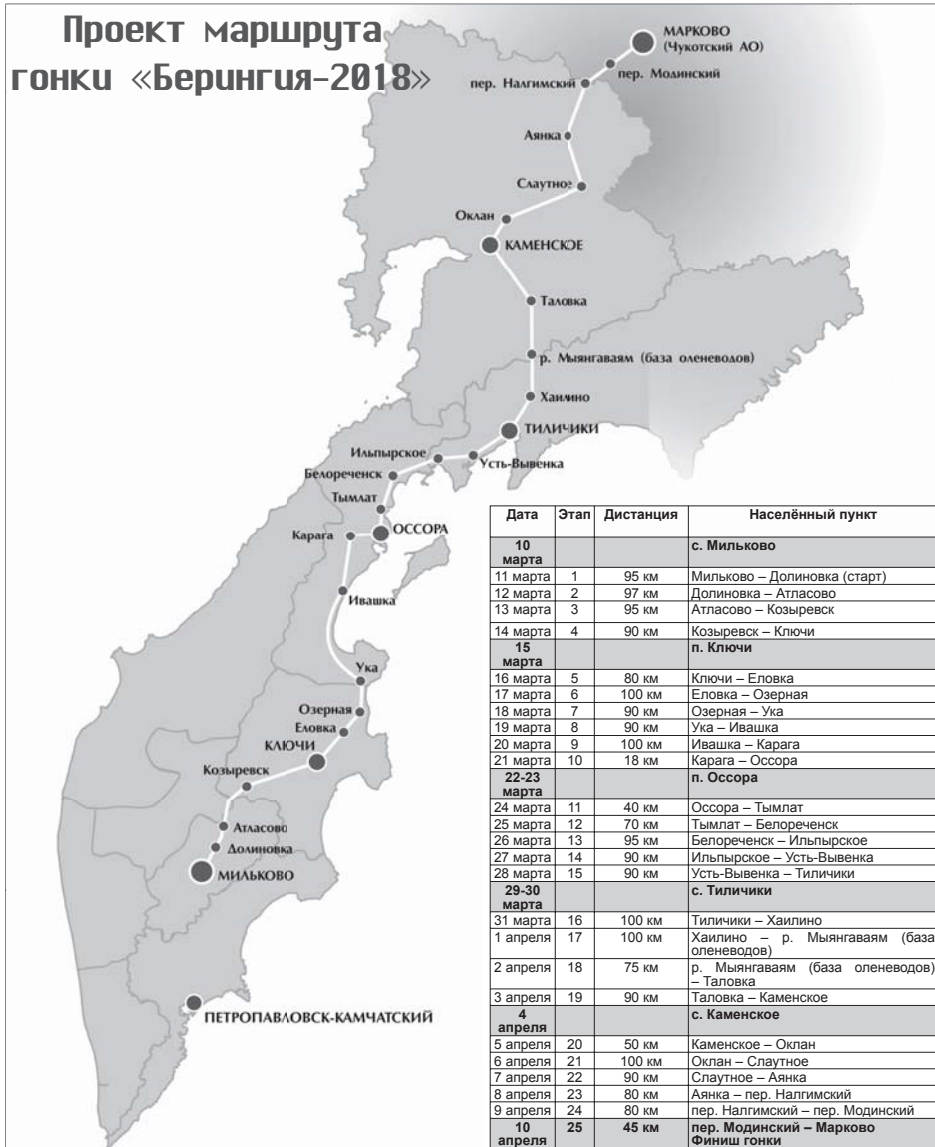 Проект маршрута
гонки «Берингия-2018»
МАРКОВО
(Чукотский АО)
пер. Модинский
пер. Налгимский
Аянка
Слаутное
Оклан
КАМЕНСКОЕ
Таловка
р. Мыянгаваям (база оленеводов)
Хаилино
ТИЛИЧИКИ
Ильпырское
Усть-Вывенка
Белореченск
Тымлат
ОССОРА
Карага
Ивашка
Ука
Озерная
Еловка
КЛЮЧИ
Козыревск
Атласово
Долиновка
МИЛЬКОВО
ПЕТРОПАВЛОВСК-КАМЧАТСКИЙ
Дата Этап Дистанция Населённый пункт
10 с. Мильково
марта
11 марта 1 95 км Мильково – Долиновка (старт)
12 марта 2 97 км Долиновка – Атласово
13 марта 3 95 км Атласово – Козыревск
14 марта 4 90 км Козыревск – Ключи
15 п. Ключи
марта
16 марта 5 80 км Ключи – Еловка
17 марта 6 100 км Еловка – Озерная
18 марта 7 90 км Озерная – Ука
19 марта 8 90 км Ука – Ивашка
20 марта 9 100 км Ивашка – Карага
21 марта 10 18 км Карага – Оссора
22-23 п. Оссора
марта
24 марта 11 40 км Оссора – Тымлат
25 марта 12 70 км Тымлат – Белореченск
26 марта 13 95 км Белореченск – Ильпырское
27 марта 14 90 км Ильпырское – Усть-Вывенка
28 марта 15 90 км Усть-Вывенка – Тиличики
29-30 с. Тиличики
марта
31 марта 16 100 км Тиличики – Хаилино
1 апреля 17 100 км Хаилино – р. Мыянгаваям (база
оленеводов)
2 апреля 18 75 км р. Мыянгаваям (база оленеводов)
– Таловка
3 апреля 19 90 км Таловка – Каменское
4 с. Каменское
апреля
5 апреля 20 50 км Каменское – Оклан
6 апреля 21 100 км Оклан – Слаутное
7 апреля 22 90 км Слаутное – Аянка
8 апреля 23 80 км Аянка – пер. Налгимский
9 апреля 24 80 км пер. Налгимский – пер. Модинский
10 25 45 км пер. Модинский – Марково
апреля Финиш гонки